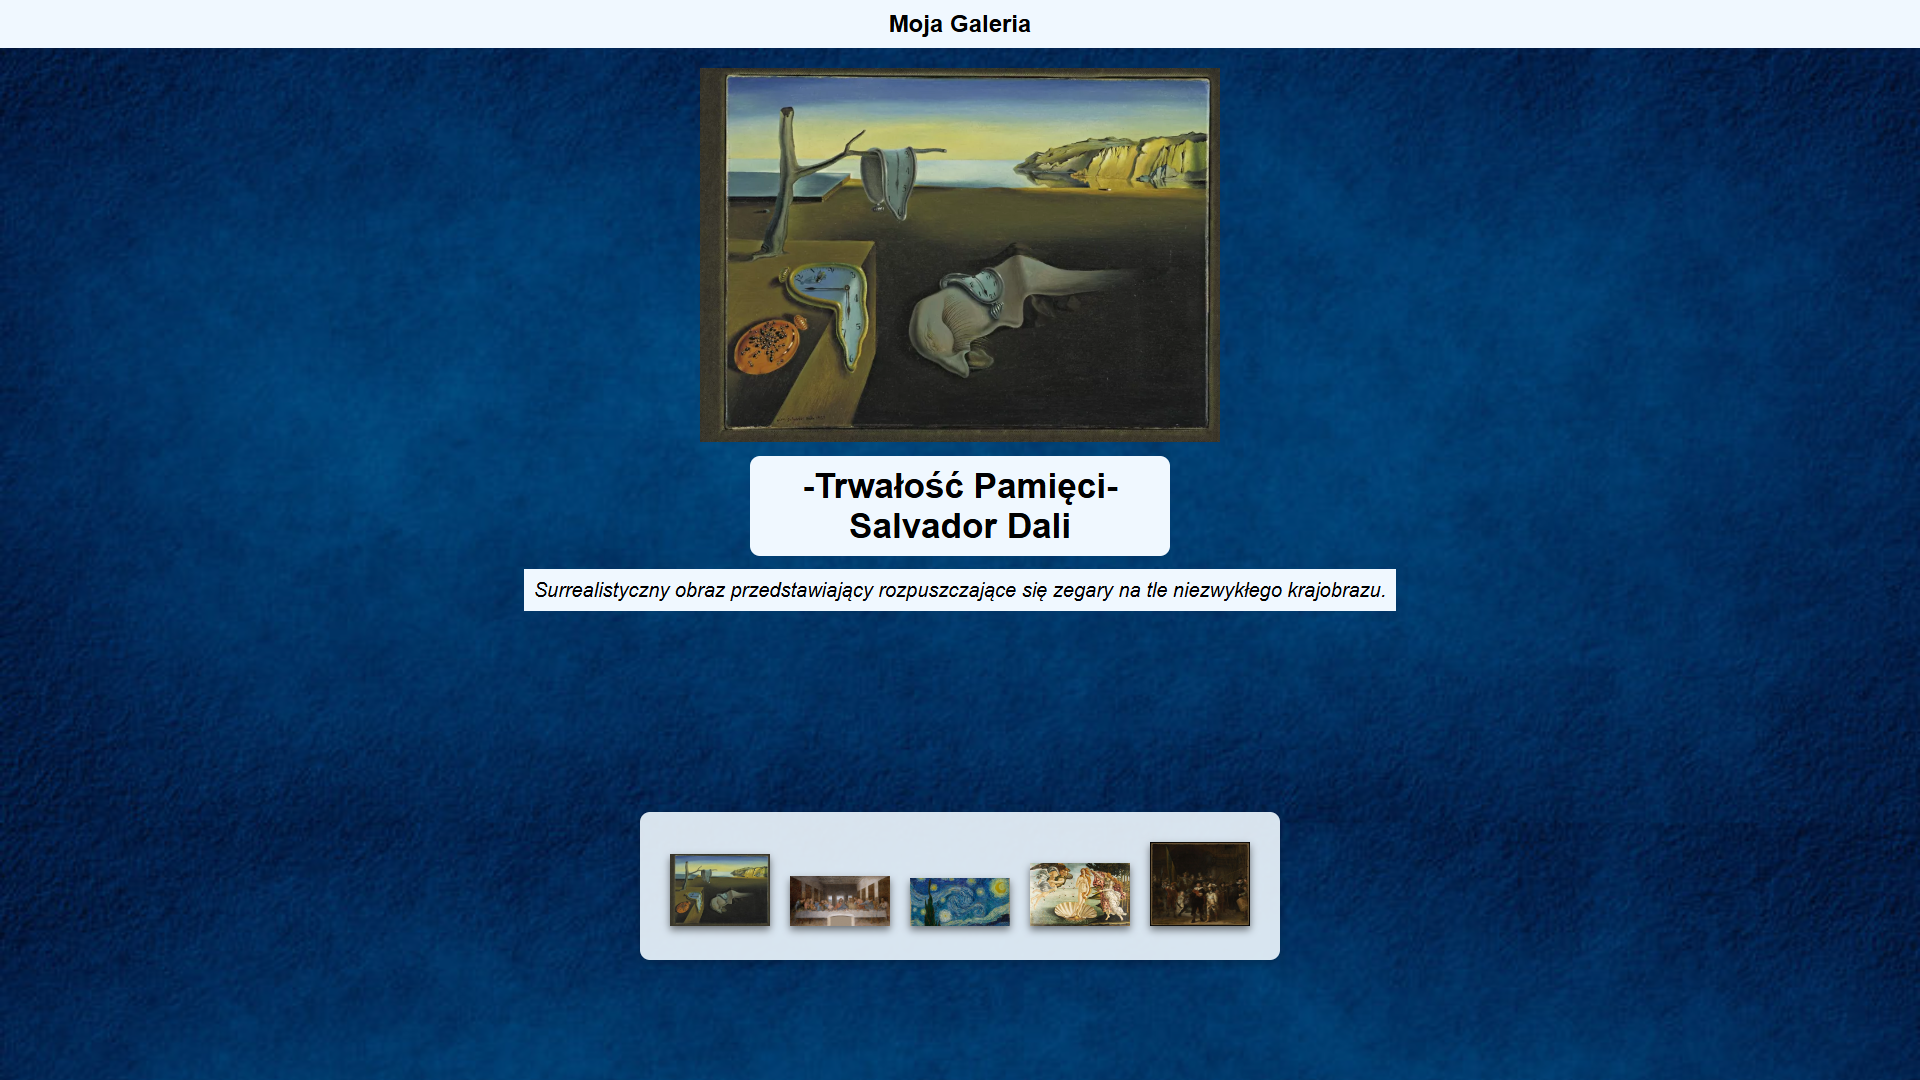 Moja Galeria
-Trwałość Pamięci-
Salvador Dali
Surrealistyczny obraz przedstawiający rozpuszczające się zegary na tle niezwykłego krajobrazu.